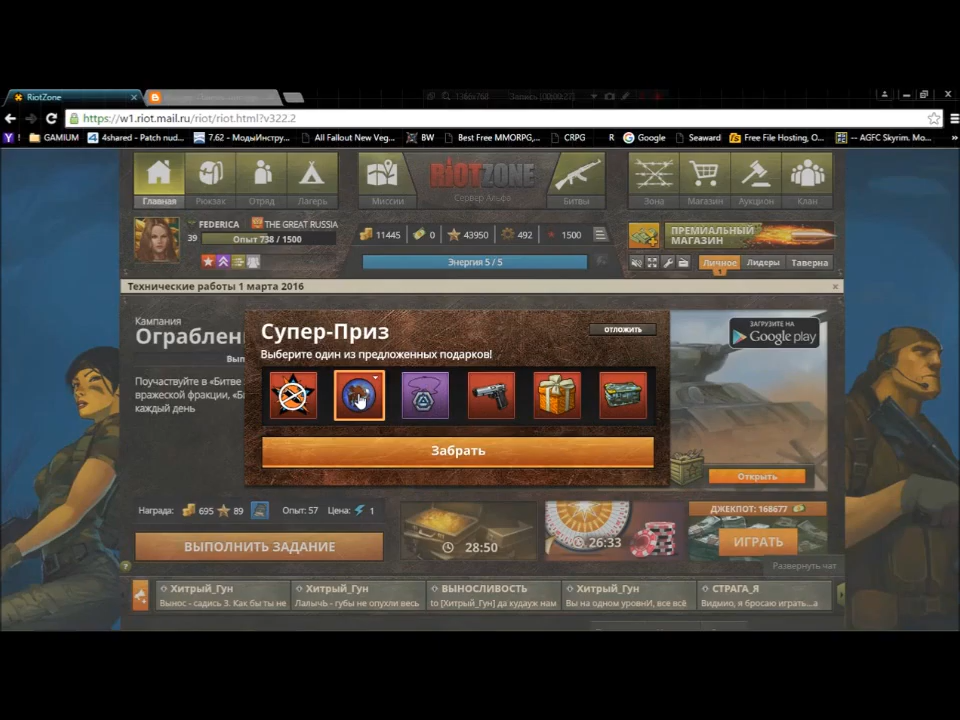 RiotZone
https://w1.riot.mail.ru/riot/riot.html?v322.2
GAMIUM
4shared - Patch nud...
7.62 - МодыИнстру...
All Fallout New Veg...
BW
Best Free MMORPG,...
CRPG
R
Google
Seaward
Free File Hosting, O...
-- AGFC Skyrim. Mo...
Главная
Рюкзак
Отряд
Лагерь
Миссии
RIOTZONE
Сервер Альфа
Битвы
Зона
Магазин
Аукцион
Клан
FEDERICA
THE GREAT RUSSIA
39
Опыт 738 / 1500
11445
0
43950
492
1500
ПРЕМИАЛЬНЫЙ
МАГАЗИН
Энергия 5 / 5
Личное
1
Лидеры
Таверна
Технические работы 1 марта 2016
Кампания
Ограблен
Вып
Поучаствуйте в «Битве
вражеской фракции, «Б
каждый день
Супер-Приз
ОТЛОЖИТЬ
Выберите один из предложенных подарков!
Забрать
ЗАГРУЗИТЕ НА
Google play
Открыть
Награда:
695
89
Опыт: 57
Цена:
1
ВЫПОЛНИТЬ ЗАДАНИЕ
28:50
26:33
ДЖЕКПОТ: 168677
ИГРАТЬ
Развернуть чат
Хитрый_Гун
Вынос - садись 3. Как бы ты не
Хитрый_Гун
Лалычь - губы не опухли весь
ВЫНОСЛИВОСТЬ
to [Хитрый_Гун] да кудауж нам
Хитрый_Гун
Вы на одном уровнИ, все всё
СТРАГА_Я
Видмио, я бросаю играть...а